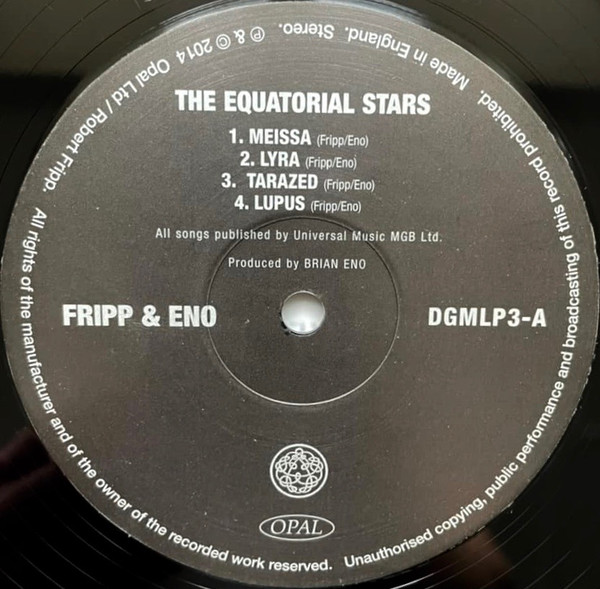 THE EQUATORIAL STARS
1. MEISSA (Fripp/Eno)
2. LYRA (Fripp/Eno)
3. TARAZED (Fripp/Eno)
4. LUPUS (Fripp/Eno)
All songs published by Universal Music MGB Ltd.
Produced by BRIAN ENO
FRIPP & ENO
DGMLP3-A
OPAL
℗ & © 2014 Opal Ltd / Robert Fripp. All rights of the manufacturer and of the owner of the recorded work reserved. Unauthorised copying, public performance and broadcasting of this record prohibited. Made in England. Stereo.